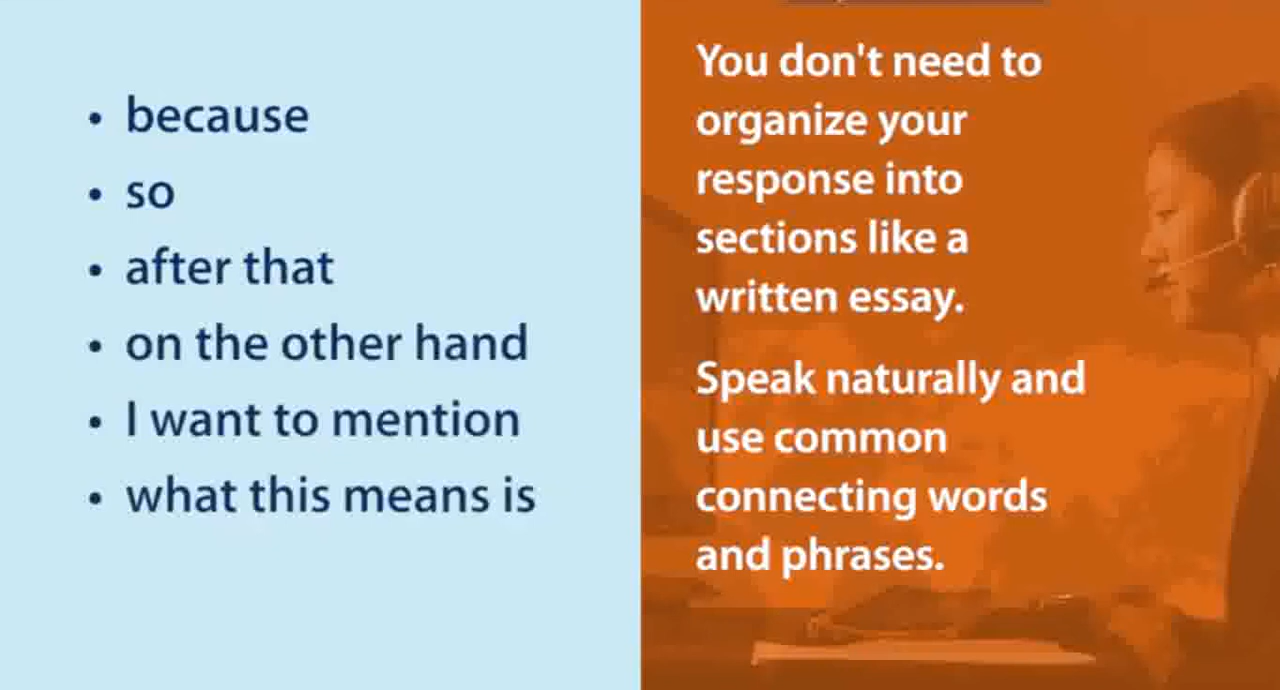 • because
• so
• after that
• on the other hand
• I want to mention
• what this means is
You don't need to
organize your
response into
sections like a
written essay.
Speak naturally and
use common
connecting words
and phrases.